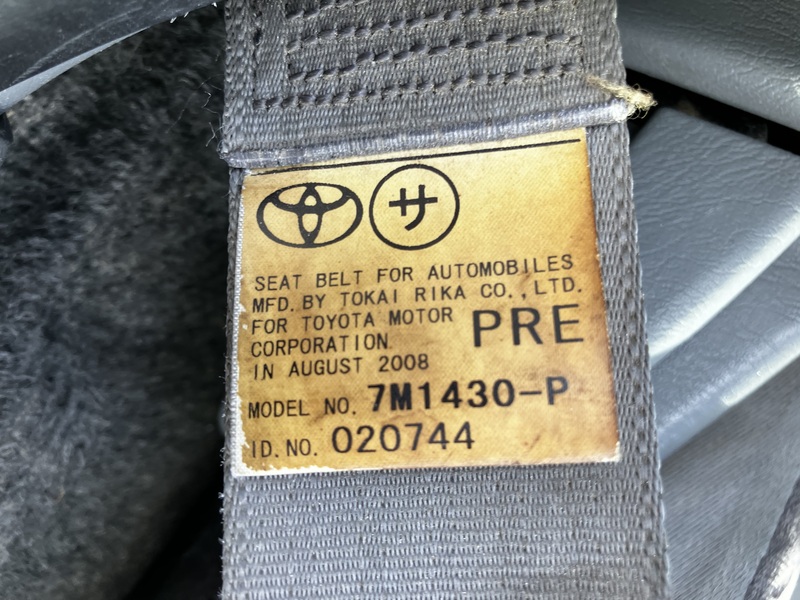 サ
SEAT BELT FOR AUTOMOBILES
MFD. BY TOKAI RIKA CO., LTD.
FOR TOYOTA MOTOR
CORPORATION. PRE
IN AUGUST 2008
MODEL NO. 7M1430-P
ID. NO. 020744